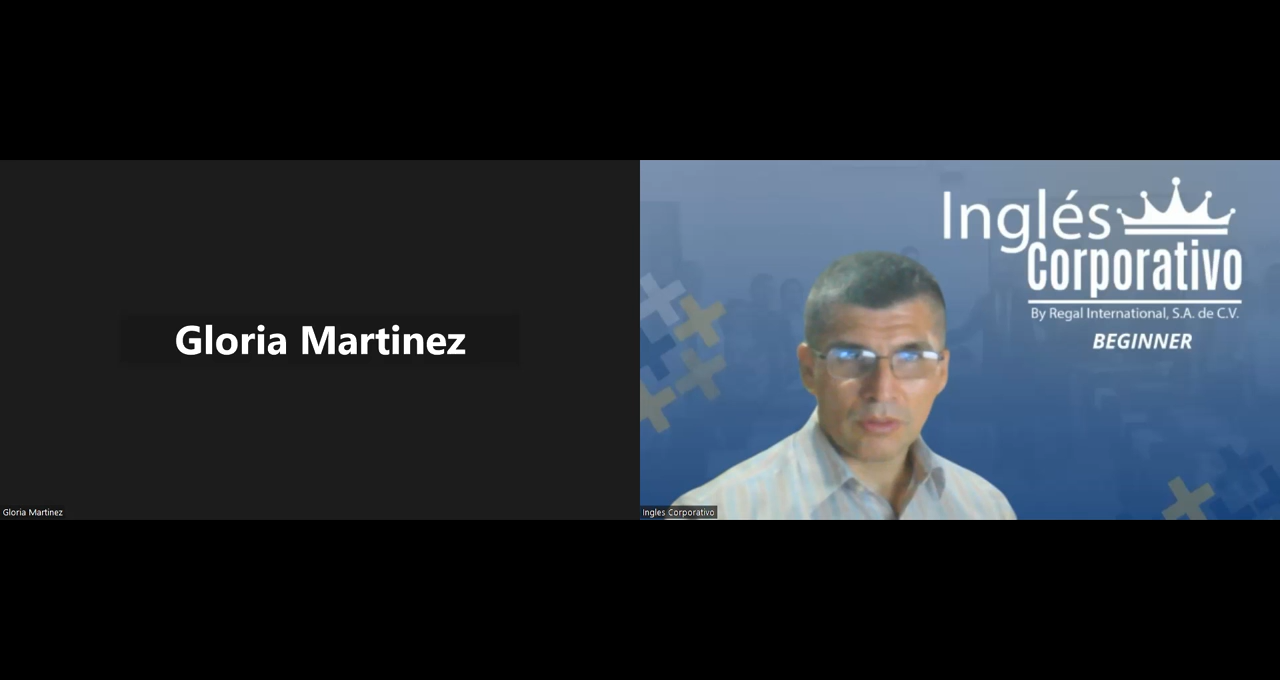 Gloria Martinez
Gloria Martinez
Inglés
Corporativo
By Regal International, S.A. de C.V.
BEGINNER
Ingles Corporativo